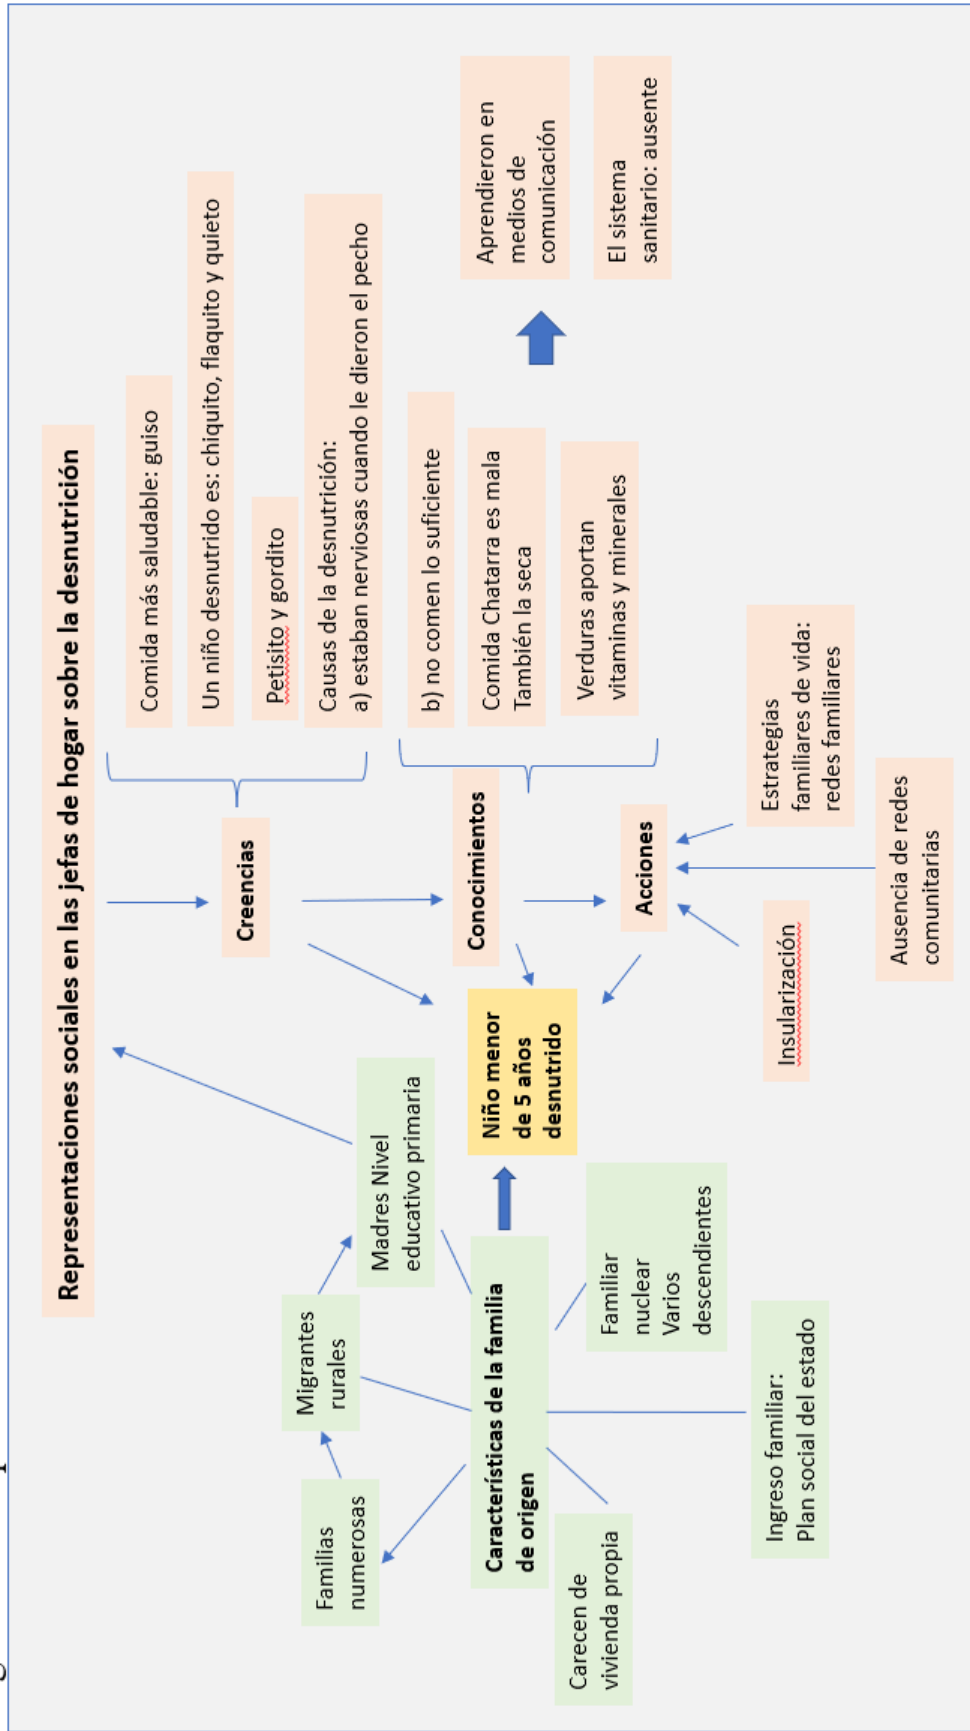 Representaciones sociales en las jefas de hogar sobre la desnutrición
Creencias
Comida más saludable: guiso
Un niño desnutrido es: chiquito, flaquito y quieto
Petisito y gordito
Causas de la desnutrición:
a) estaban nerviosas cuando le dieron el pecho
Conocimientos
b) no comen lo suficiente
Comida Chatarra es mala
También la seca
Verduras aportan
vitaminas y minerales
Aprendieron en
medios de
comunicación
El sistema
sanitario: ausente
Acciones
Estrategias
familiares de vida:
redes familiares
Ausencia de redes
comunitarias
Insularización
Niño menor
de 5 años
desnutrido
Características de la familia
de origen
Familias
numerosas
Migrantes
rurales
Madres Nivel
educativo primaria
Familiar
nuclear
Varios
descendientes
Ingreso familiar:
Plan social del estado
Carecen de
vivienda propia